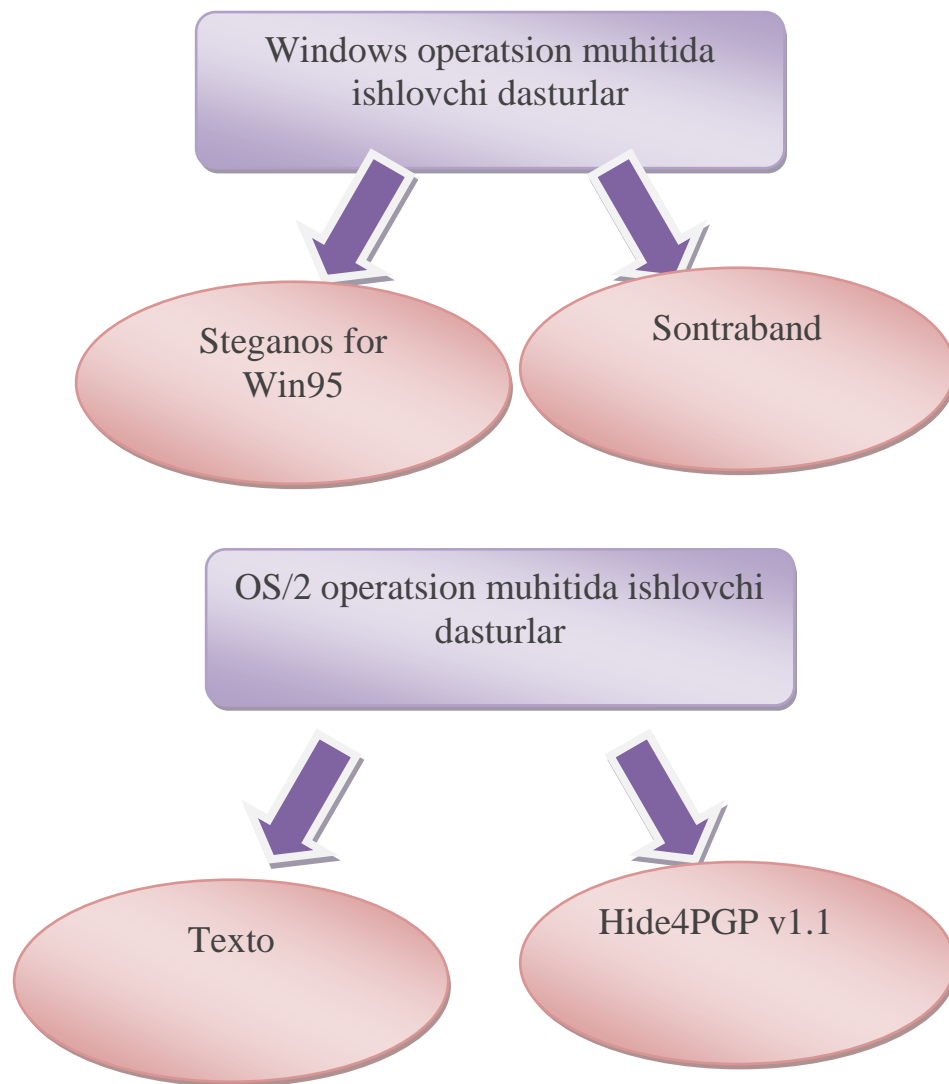 Windows operatsion muhitida
ishlovchi dasturlar
Steganos for
Win95
Sontraband
OS/2 operatsion muhitida ishlovchi
dasturlar
Texto
Hide4PGP v1.1